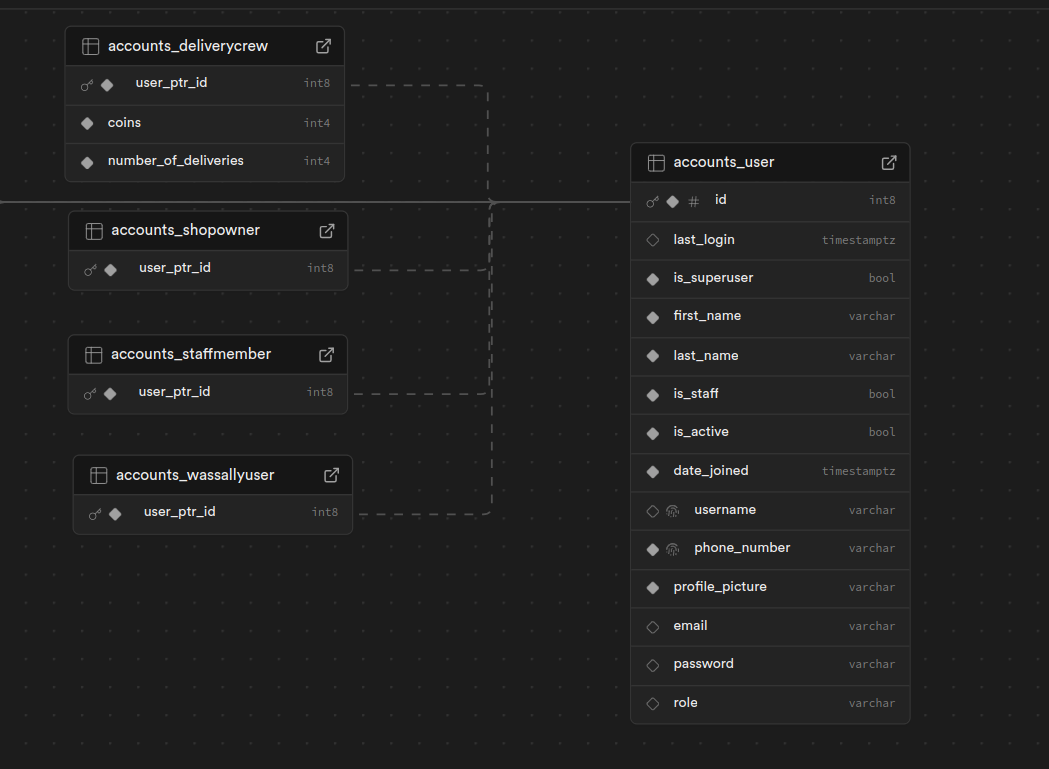 accounts_deliverycrew
user_ptr_id int8
coins int4
number_of_deliveries int4
accounts_shopowner
user_ptr_id int8
accounts_staffmember
user_ptr_id int8
accounts_wassallyuser
user_ptr_id int8
accounts_user
# id int8
last_login timestamptz
is_superuser bool
first_name varchar
last_name varchar
is_staff bool
is_active bool
date_joined timestamptz
username varchar
phone_number varchar
profile_picture varchar
email varchar
password varchar
role varchar